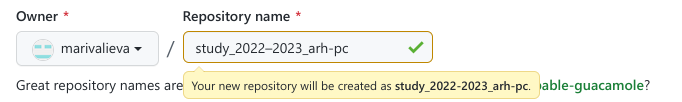 Owner * Repository name *
marivalieva / study_2022–2023_arh-pc
Great repository names are
Your new repository will be created as study_2022-2023_arh-pc.
able-guacamole?